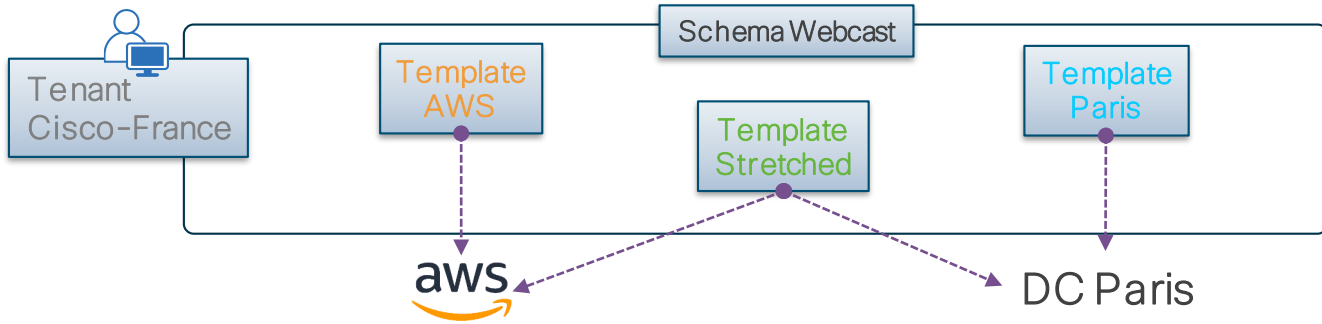 Schema Webcast
Tenant
Cisco-France
Template
AWS
Template
Stretched
Template
Paris
aws
DC Paris